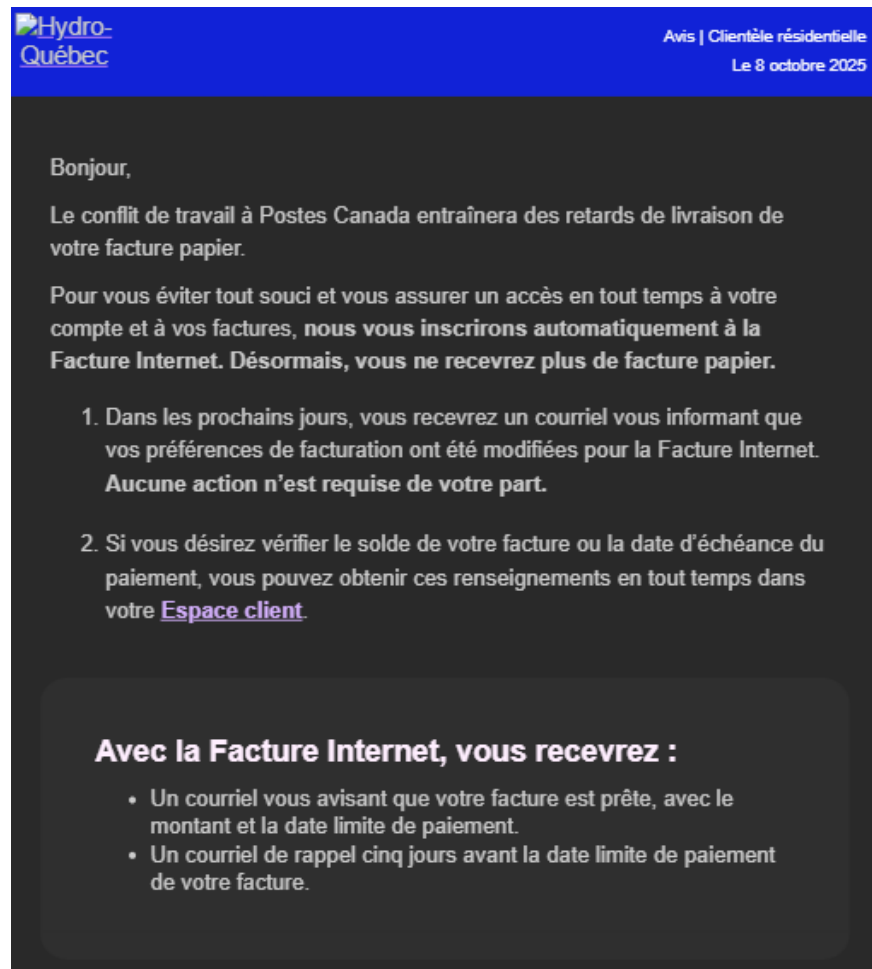 Hydro-
Québec
Avis | Clientèle résidentielle
Le 8 octobre 2025
Bonjour,
Le conflit de travail à Postes Canada entraînera des retards de livraison de
votre facture papier.
Pour vous éviter tout souci et vous assurer un accès en tout temps à votre
compte et à vos factures, nous vous inscrirons automatiquement à la
Facture Internet. Désormais, vous ne recevrez plus de facture papier.
1. Dans les prochains jours, vous recevrez un courriel vous informant que
vos préférences de facturation ont été modifiées pour la Facture Internet.
Aucune action n’est requise de votre part.
2. Si vous désirez vérifier le solde de votre facture ou la date d’échéance du
paiement, vous pouvez obtenir ces renseignements en tout temps dans
votre Espace client.
Avec la Facture Internet, vous recevrez :
• Un courriel vous avisant que votre facture est prête, avec le
montant et la date limite de paiement.
• Un courriel de rappel cinq jours avant la date limite de paiement
de votre facture.